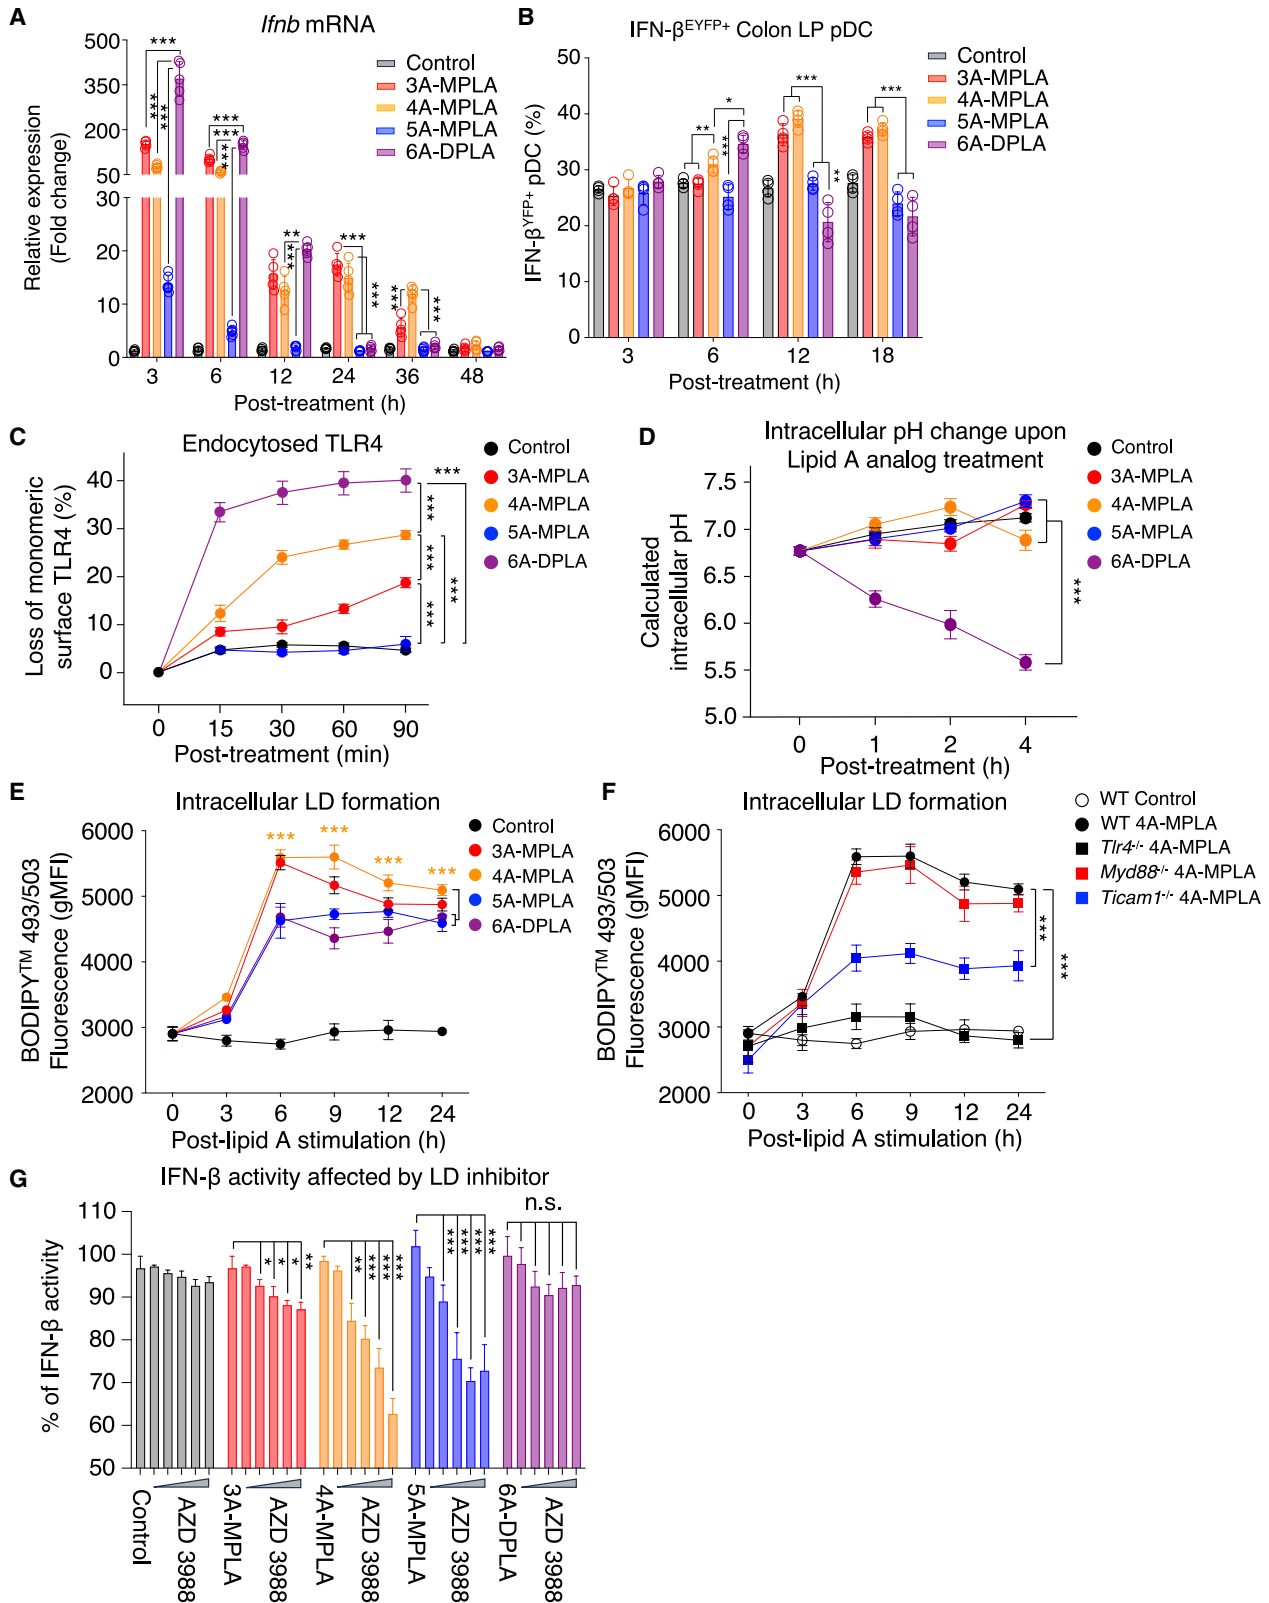 A
Ifnb mRNA
Relative expression
(Fold change)
500
350
200
50
30
20
10
0
*** *** *** *** *** *** ** *** *** *** *** ***
Control
3A-MPLA
4A-MPLA
5A-MPLA
6A-DPLA
3 6 12 24 36 48
Post-treatment (h)
B
IFN-β^EYFP+ Colon LP pDC
IFN-β^YFP+ pDC (%)
50
40
30
20
10
0
** * *** *** ** ***
Control
3A-MPLA
4A-MPLA
5A-MPLA
6A-DPLA
3 6 12 18
Post-treatment (h)
C
Endocytosed TLR4
Loss of monomeric
surface TLR4 (%)
40
30
20
10
0
*** *** *** *** ***
Control
3A-MPLA
4A-MPLA
5A-MPLA
6A-DPLA
0 15 30 60 90
Post-treatment (min)
D
Intracellular pH change upon
Lipid A analog treatment
Calculated
intracellular pH
7.5
7.0
6.5
6.0
5.5
5.0
***
Control
3A-MPLA
4A-MPLA
5A-MPLA
6A-DPLA
0 1 2 4
Post-treatment (h)
E
Intracellular LD formation
BODIPY™ 493/503
Fluorescence (gMFI)
6000
5000
4000
3000
2000
*** *** *** ***
Control
3A-MPLA
4A-MPLA
5A-MPLA
6A-DPLA
0 3 6 9 12 24
Post-lipid A stimulation (h)
F
Intracellular LD formation
BODIPY™ 493/503
Fluorescence (gMFI)
6000
5000
4000
3000
2000
*** ***
WT Control
WT 4A-MPLA
Tlr4-/- 4A-MPLA
Myd88-/- 4A-MPLA
Ticam1-/- 4A-MPLA
0 3 6 9 12 24
Post-lipid A stimulation (h)
G
IFN-β activity affected by LD inhibitor
% of IFN-β activity
110
100
90
80
70
60
50
* * * ** ** *** *** *** *** *** *** *** n.s.
Control AZD 3988 3A-MPLA AZD 3988 4A-MPLA AZD 3988 5A-MPLA AZD 3988 6A-DPLA AZD 3988